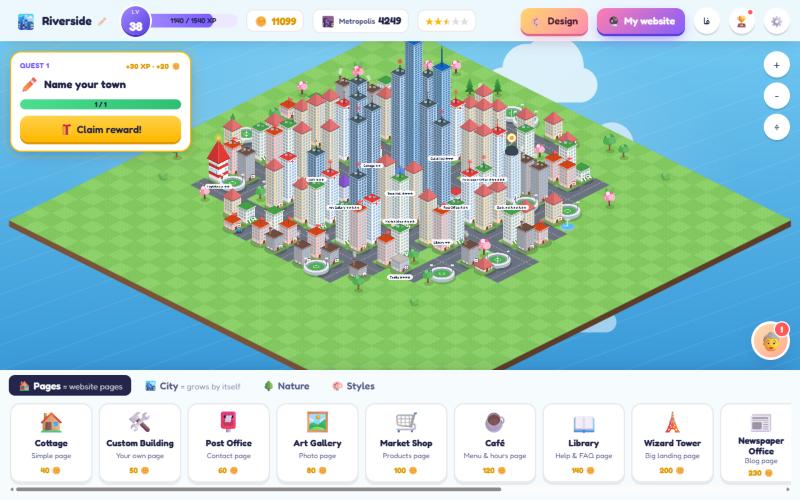 Riverside
LV
38
1140 / 1540 XP
11099
Metropolis 4249
Design
My website
فا
QUEST 1
+30 XP · +20
Name your town
1 / 1
Claim reward!
+
-
!
Pages = website pages
City = grows by itself
Nature
Styles
Cottage
Simple page
40
Custom Building
Your own page
50
Post Office
Contact page
60
Art Gallery
Photo page
80
Market Shop
Products page
100
Café
Menu & hours page
120
Library
Help & FAQ page
140
Wizard Tower
Big landing page
200
Newspaper Office
Blog page
230